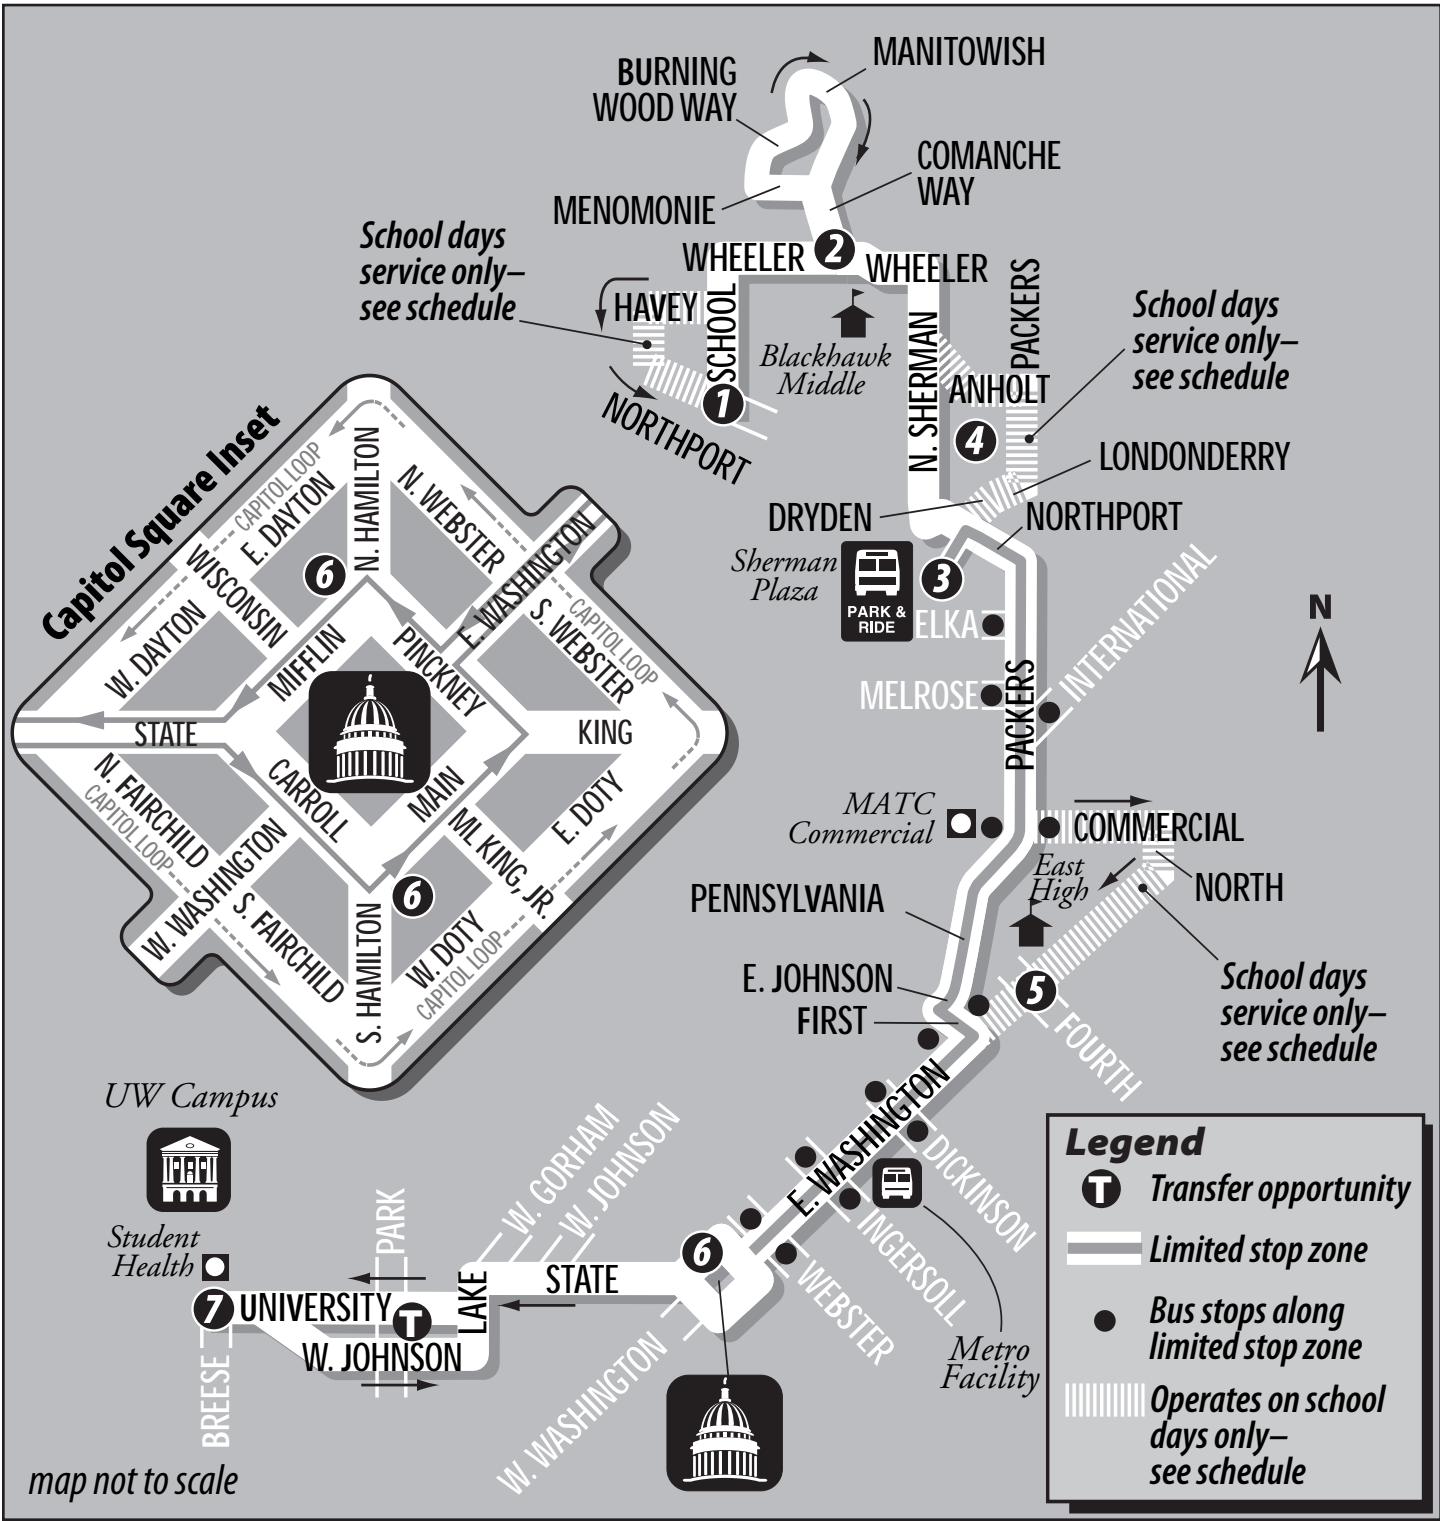 MANITOWISH
BURNING
WOOD WAY
COMANCHE
WAY
MENOMONIE
School days
service only–
see schedule
WHEELER
2
WHEELER
HAVEY
SCHOOL
PACKERS
N. SHERMAN
Blackhawk
Middle
School days
service only–
see schedule
ANHOLT
1
NORTHPORT
4
LONDONDERRY
DRYDEN
NORTHPORT
Sherman
Plaza
PARK &
RIDE
3
ELKA
MELROSE
INTERNATIONAL
PACKERS
N
MATC
Commercial
COMMERCIAL
East
High
NORTH
PENNSYLVANIA
E. JOHNSON
FIRST
5
FOURTH
School days
service only–
see schedule
Capitol Square Inset
CAPITOL LOOP
E. DAYTON
N. HAMILTON
N. WEBSTER
E. WASHINGTON
WISCONSIN
6
W. DAYTON
MIFFLIN
PINCKNEY
S. WEBSTER
CAPITOL LOOP
STATE
KING
N. FAIRCHILD
CAPITOL LOOP
CARROLL
MAIN
ML KING, JR.
E. DOTY
W. WASHINGTON
S. FAIRCHILD
6
S. HAMILTON
W. DOTY
CAPITOL LOOP
UW Campus
Student
Health
7
UNIVERSITY
PARK
T
W. JOHNSON
BREESE
LAKE
W. GORHAM
W. JOHNSON
STATE
6
W. WASHINGTON
E. WASHINGTON
DICKINSON
INGERSOLL
WEBSTER
Metro
Facility
map not to scale
Legend
T Transfer opportunity
Limited stop zone
Bus stops along
limited stop zone
Operates on school
days only–
see schedule